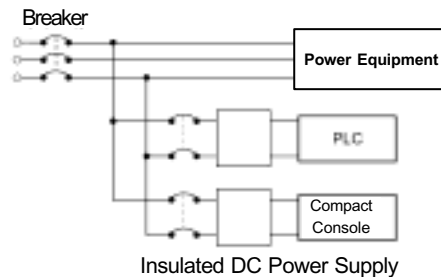 Breaker
Power Equipment
PLC
Compact
Console
Insulated DC Power Supply